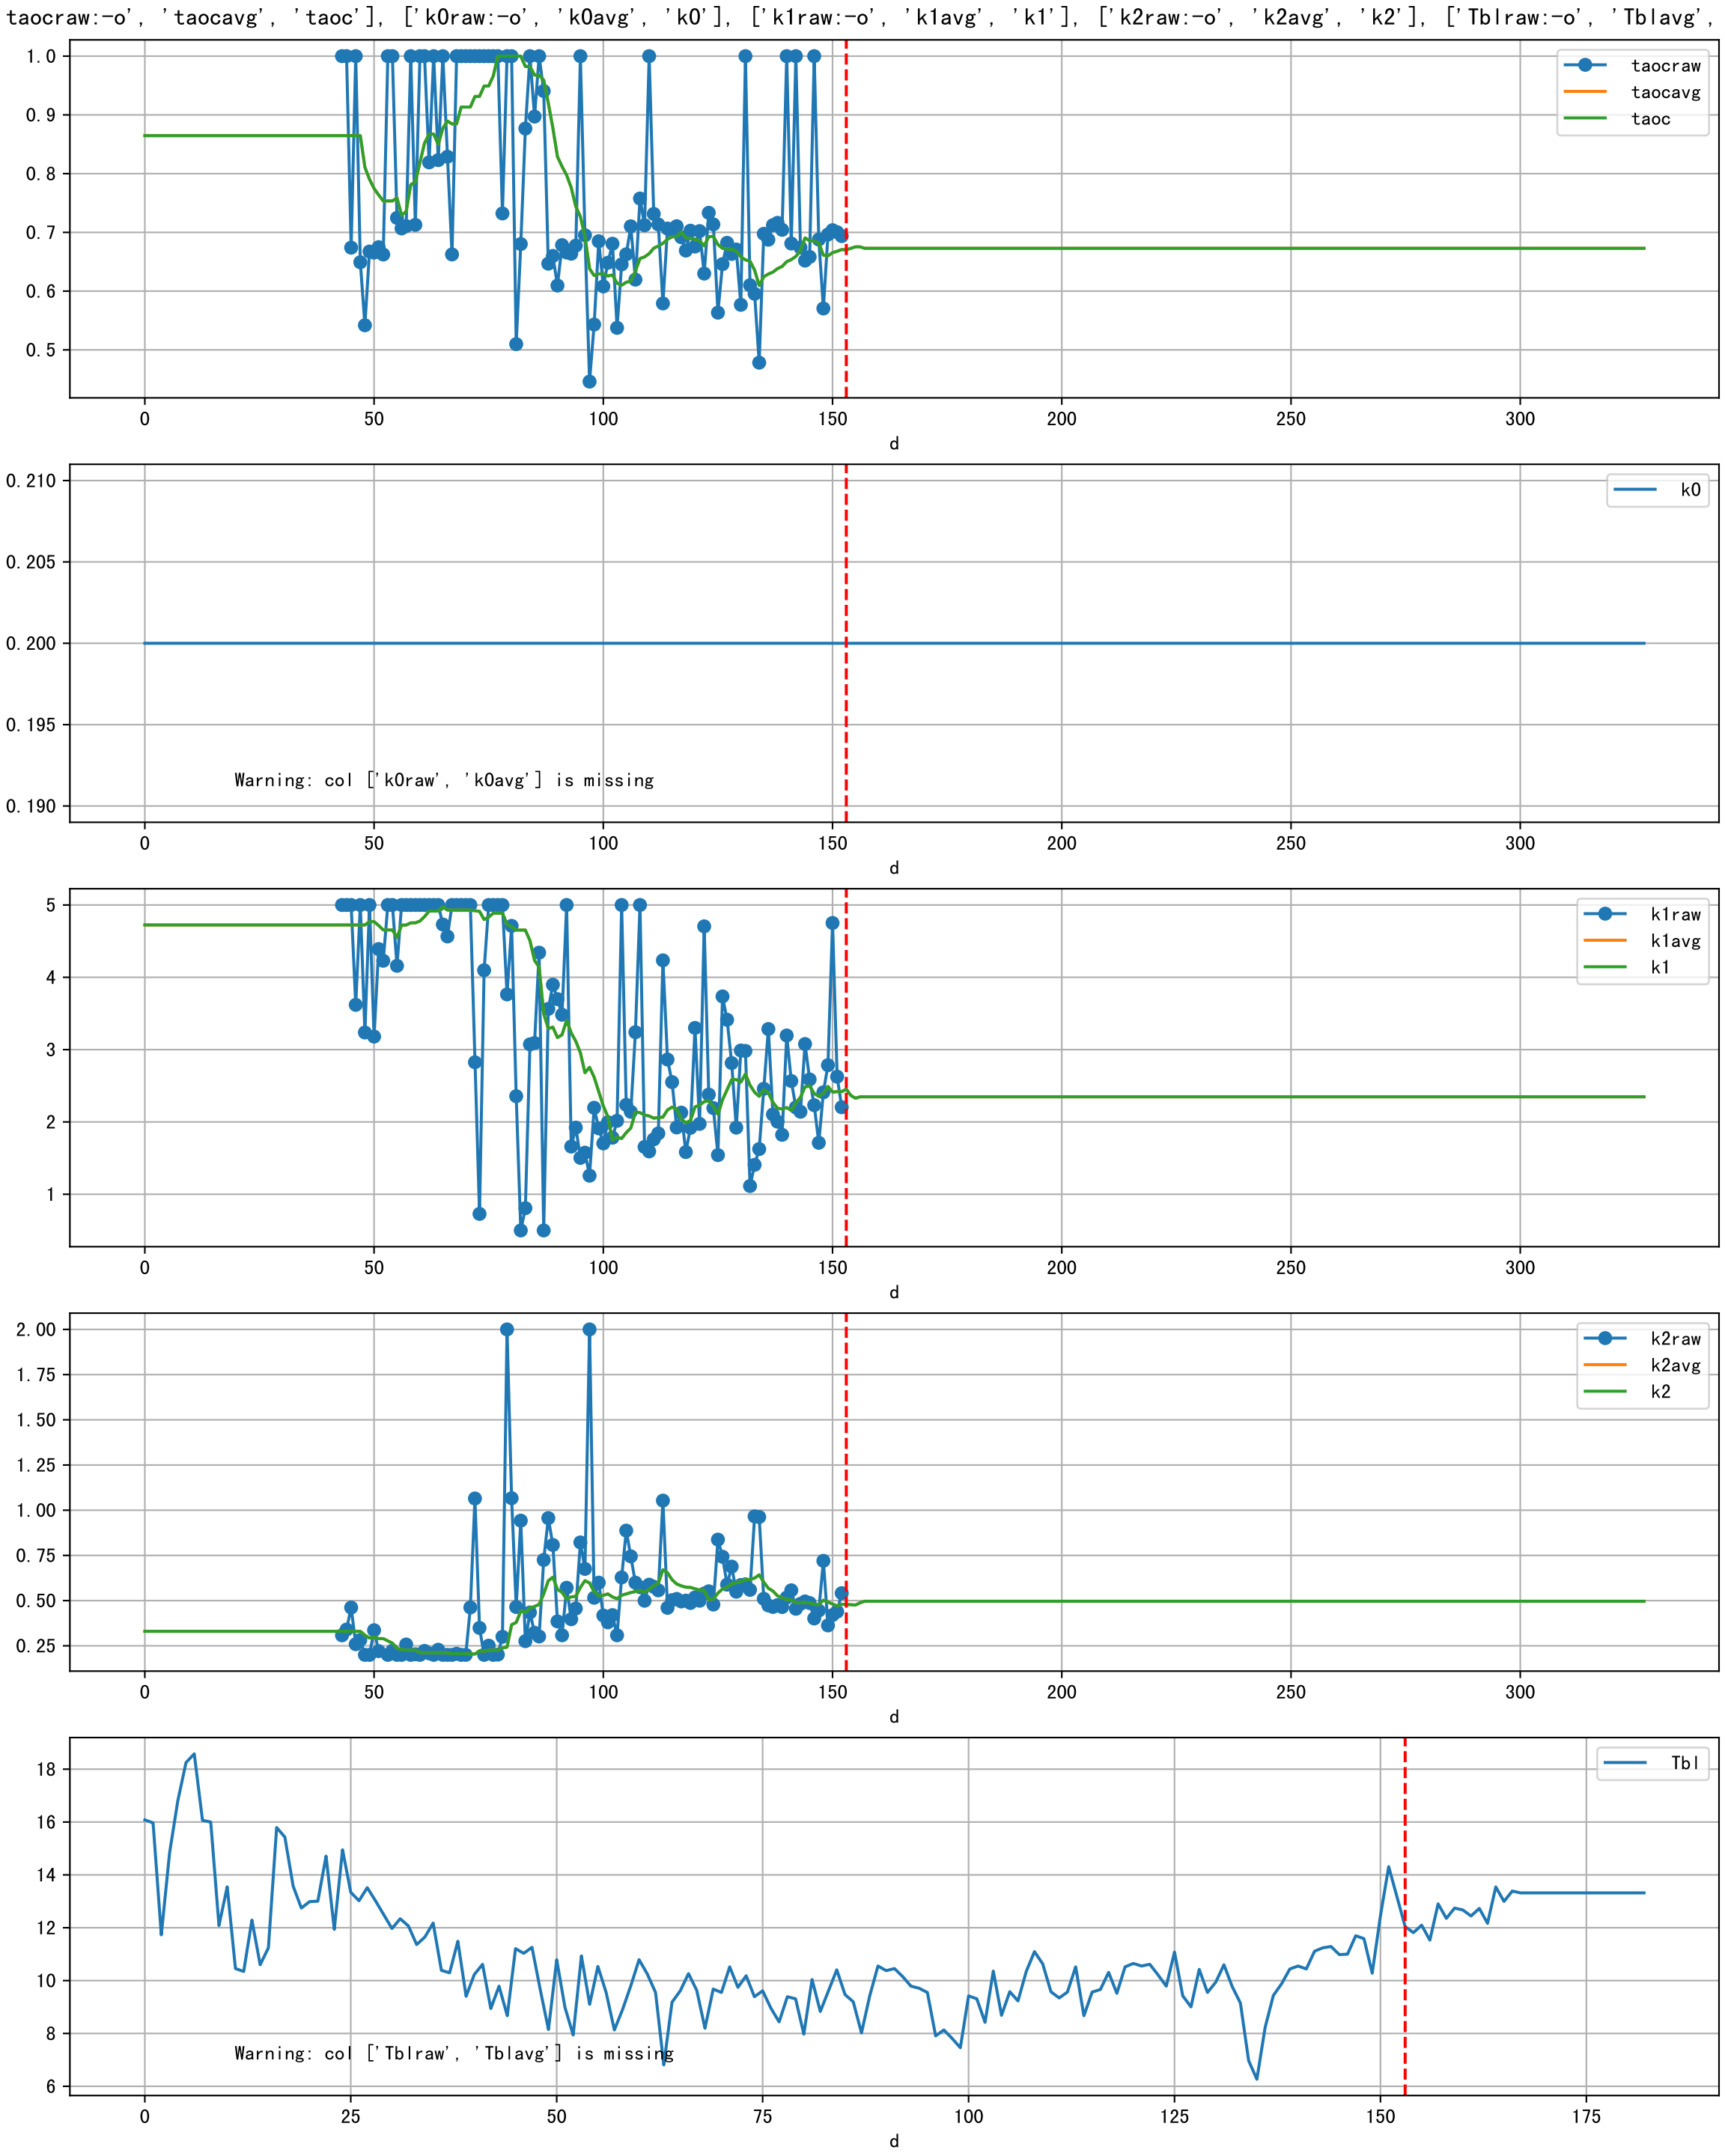 taocraw:-o', 'taocavg', 'taoc'], ['k0raw:-o', 'k0avg', 'k0'], ['k1raw:-o', 'k1avg', 'k1'], ['k2raw:-o', 'k2avg', 'k2'], ['Tblraw:-o', 'Tblavg',
1.0
0.9
0.8
0.7
0.6
0.5
taocraw
taocavg
taoc
0 50 100 150 200 250 300
d
0.210
0.205
0.200
0.195
0.190
k0
Warning: col ['k0raw', 'k0avg'] is missing
0 50 100 150 200 250 300
d
5
4
3
2
1
k1raw
k1avg
k1
0 50 100 150 200 250 300
d
2.00
1.75
1.50
1.25
1.00
0.75
0.50
0.25
k2raw
k2avg
k2
0 50 100 150 200 250 300
d
18
16
14
12
10
8
6
Tbl
Warning: col ['Tblraw', 'Tblavg'] is missing
0 25 50 75 100 125 150 175
d